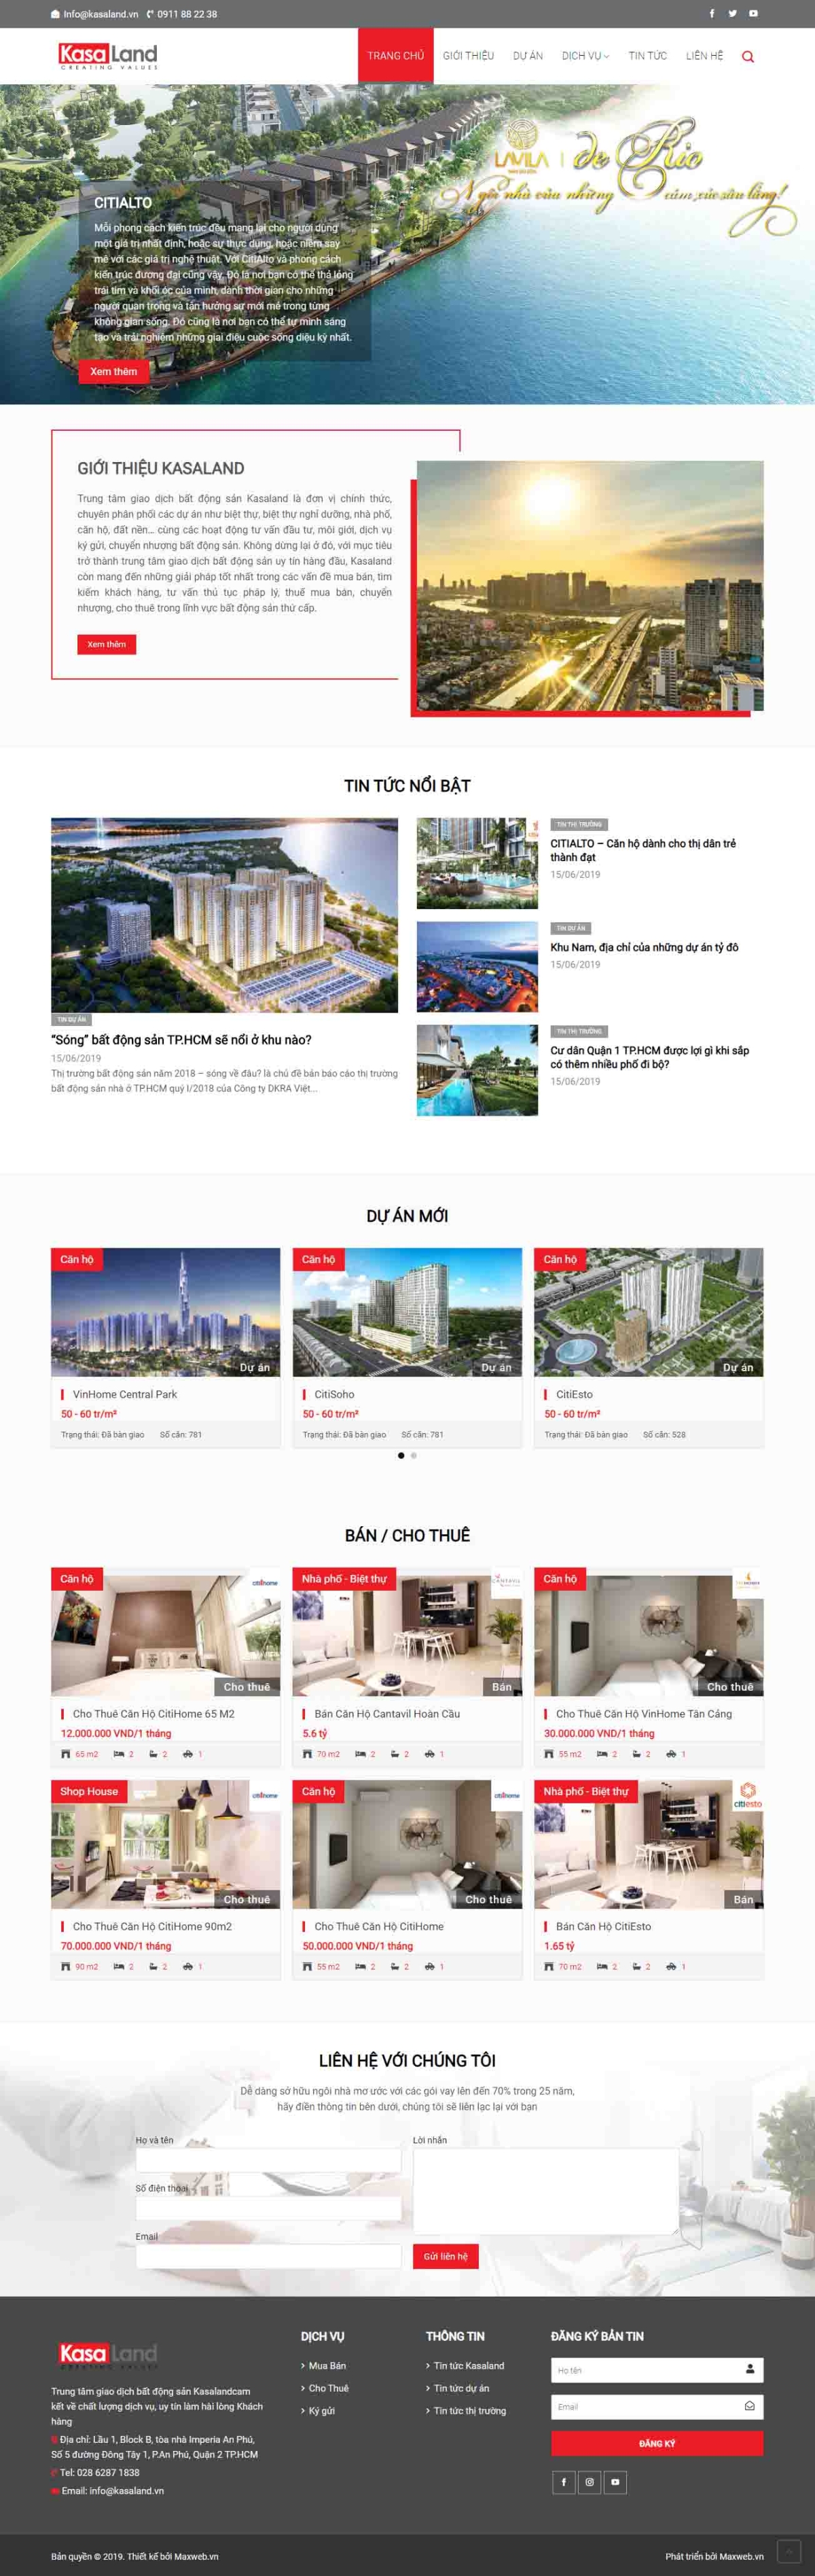 Info@kasaland.vn 0911 88 22 38
Kasa Land
CREATING VALUES
TRANG CHỦ GIỚI THIỆU DỰ ÁN DỊCH VỤ TIN TỨC LIÊN HỆ
LAVILA de Rio
Ngôi nhà của những cảm xúc sâu lắng!
CITIALTO
Mỗi phong cách kiến trúc đều mang lại cho người dùng
một giá trị nhất định, hoặc sự thực dụng, hoặc niềm say
mê với các giá trị nghệ thuật. Với CitiAlto và phong cách
kiến trúc đương đại cũng vậy. Đó là nơi bạn có thể thả lỏng
trái tim và khối óc của mình, dành thời gian cho những
người quan trọng và tận hưởng sự mới mẻ trong từng
không gian sống. Đó cũng là nơi bạn có thể tự mình sáng
tạo và trải nghiệm những giai điệu cuộc sống diệu kỳ nhất.
Xem thêm
GIỚI THIỆU KASALAND
Trung tâm giao dịch bất động sản Kasaland là đơn vị chính thức,
chuyên phân phối các dự án như biệt thự, biệt thự nghỉ dưỡng, nhà phố,
căn hộ, đất nền... cùng các hoạt động tư vấn đầu tư, môi giới, dịch vụ
ký gửi, chuyển nhượng bất động sản. Không dừng lại ở đó, với mục tiêu
trở thành trung tâm giao dịch bất động sản uy tín hàng đầu, Kasaland
còn mang đến những giải pháp tốt nhất trong các vấn đề mua bán, tìm
kiếm khách hàng, tư vấn thủ tục pháp lý, thuế mua bán, chuyển
nhượng, cho thuê trong lĩnh vực bất động sản thứ cấp.
Xem thêm
TIN TỨC NỔI BẬT
TIN DỰ ÁN
"Sóng" bất động sản TP.HCM sẽ nổi ở khu nào?
15/06/2019
Thị trường bất động sản năm 2018 – sóng về đâu? là chủ đề bản báo cáo thị trường
bất động sản nhà ở TP.HCM quý I/2018 của Công ty DKRA Việt...
TIN THỊ TRƯỜNG
CITIALTO – Căn hộ dành cho thị dân trẻ
thành đạt
15/06/2019
TIN DỰ ÁN
Khu Nam, địa chỉ của những dự án tỷ đô
15/06/2019
TIN THỊ TRƯỜNG
Cư dân Quận 1 TP.HCM được lợi gì khi sắp
có thêm nhiều phố đi bộ?
15/06/2019
DỰ ÁN MỚI
Căn hộ Căn hộ Căn hộ
Dự án Dự án Dự án
VinHome Central Park CitiSoho CitiEsto
50 - 60 tr/m² 50 - 60 tr/m² 50 - 60 tr/m²
Trạng thái: Đã bàn giao Số căn: 781 Trạng thái: Đã bàn giao Số căn: 781 Trạng thái: Đã bàn giao Số căn: 528
BÁN / CHO THUÊ
Căn hộ citihome Nhà phố - Biệt thự CANTAVIL Căn hộ
Cho thuê Bán Cho thuê
Cho Thuê Căn Hộ CitiHome 65 M2 Bán Căn Hộ Cantavil Hoàn Cầu Cho Thuê Căn Hộ VinHome Tân Cảng
12.000.000 VND/1 tháng 5.6 tỷ 30.000.000 VND/1 tháng
65 m2 2 2 1 70 m2 2 2 1 55 m2 2 2 1
Shop House citihome Căn hộ citihome Nhà phố - Biệt thự citiesto
Cho thuê Cho thuê Bán
Cho Thuê Căn Hộ CitiHome 90m2 Cho Thuê Căn Hộ CitiHome Bán Căn Hộ CitiEsto
70.000.000 VND/1 tháng 50.000.000 VND/1 tháng 1.65 tỷ
90 m2 2 2 1 55 m2 2 2 1 70 m2 2 2 1
LIÊN HỆ VỚI CHÚNG TÔI
Dễ dàng sở hữu ngôi nhà mơ ước với các gói vay lên đến 70% trong 25 năm,
hãy điền thông tin bên dưới, chúng tôi sẽ liên lạc lại với bạn
Họ và tên
Số điện thoại
Email
Lời nhắn
Gửi liên hệ
Kasa Land
CREATING VALUES
Trung tâm giao dịch bất động sản Kasalandcam
kết về chất lượng dịch vụ, uy tín làm hài lòng Khách
hàng
Địa chỉ: Lầu 1, Block B, tòa nhà Imperia An Phú,
Số 5 đường Đông Tây 1, P.An Phú, Quận 2 TP.HCM
Tel: 028 6287 1838
Email: info@kasaland.vn
DỊCH VỤ
Mua Bán
Cho Thuê
Ký gửi
THÔNG TIN
Tin tức Kasaland
Tin tức dự án
Tin tức thị trường
ĐĂNG KÝ BẢN TIN
Họ tên
Email
ĐĂNG KÝ
Bản quyền © 2019. Thiết kế bởi Maxweb.vn Phát triển bởi Maxweb.vn